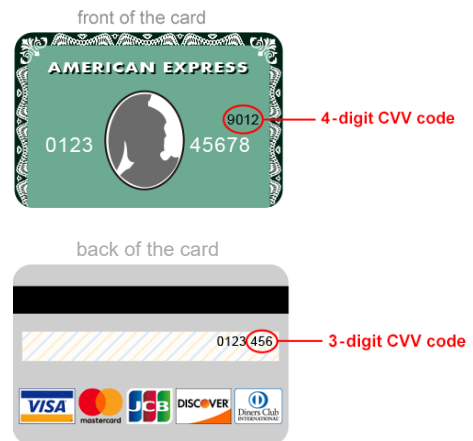 front of the card
AMERICAN EXPRESS
9012
4-digit CVV code
0123 45678
back of the card
0123 456
3-digit CVV code
VISA mastercard JCB DISCOVER Diners Club
INTERNATIONAL